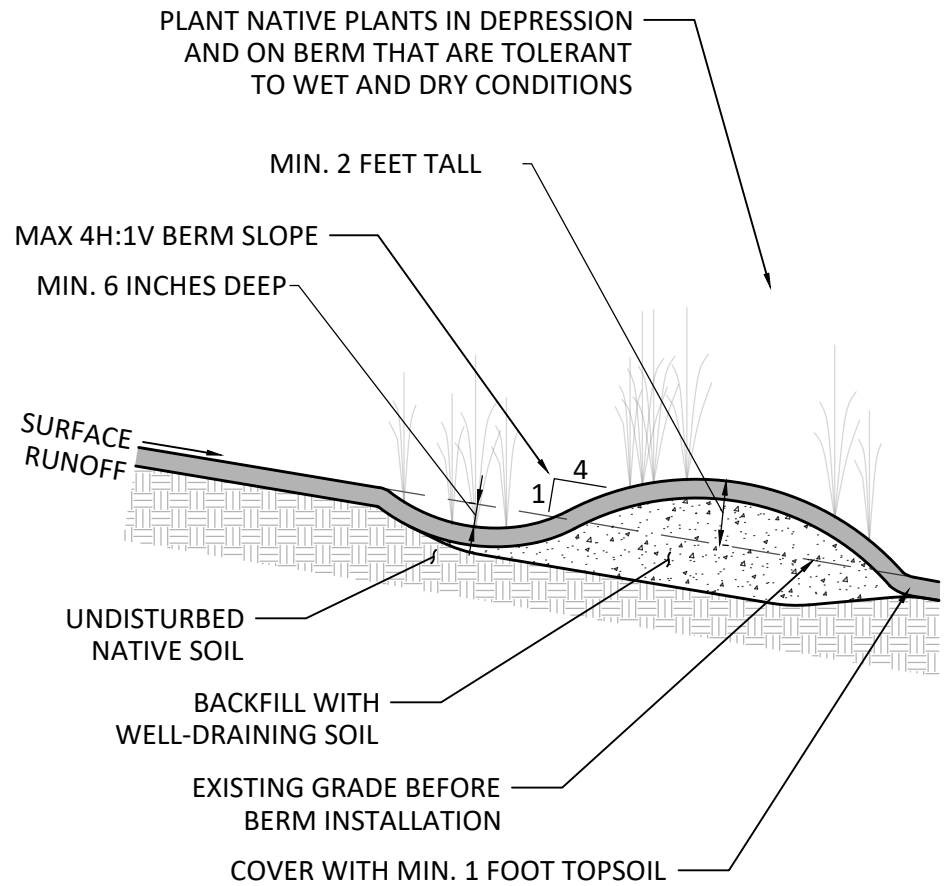 PLANT NATIVE PLANTS IN DEPRESSION
AND ON BERM THAT ARE TOLERANT
TO WET AND DRY CONDITIONS
MIN. 2 FEET TALL
MAX 4H:1V BERM SLOPE
MIN. 6 INCHES DEEP
4
1
SURFACE
RUNOFF
UNDISTURBED
NATIVE SOIL
BACKFILL WITH
WELL-DRAINING SOIL
EXISTING GRADE BEFORE
BERM INSTALLATION
COVER WITH MIN. 1 FOOT TOPSOIL